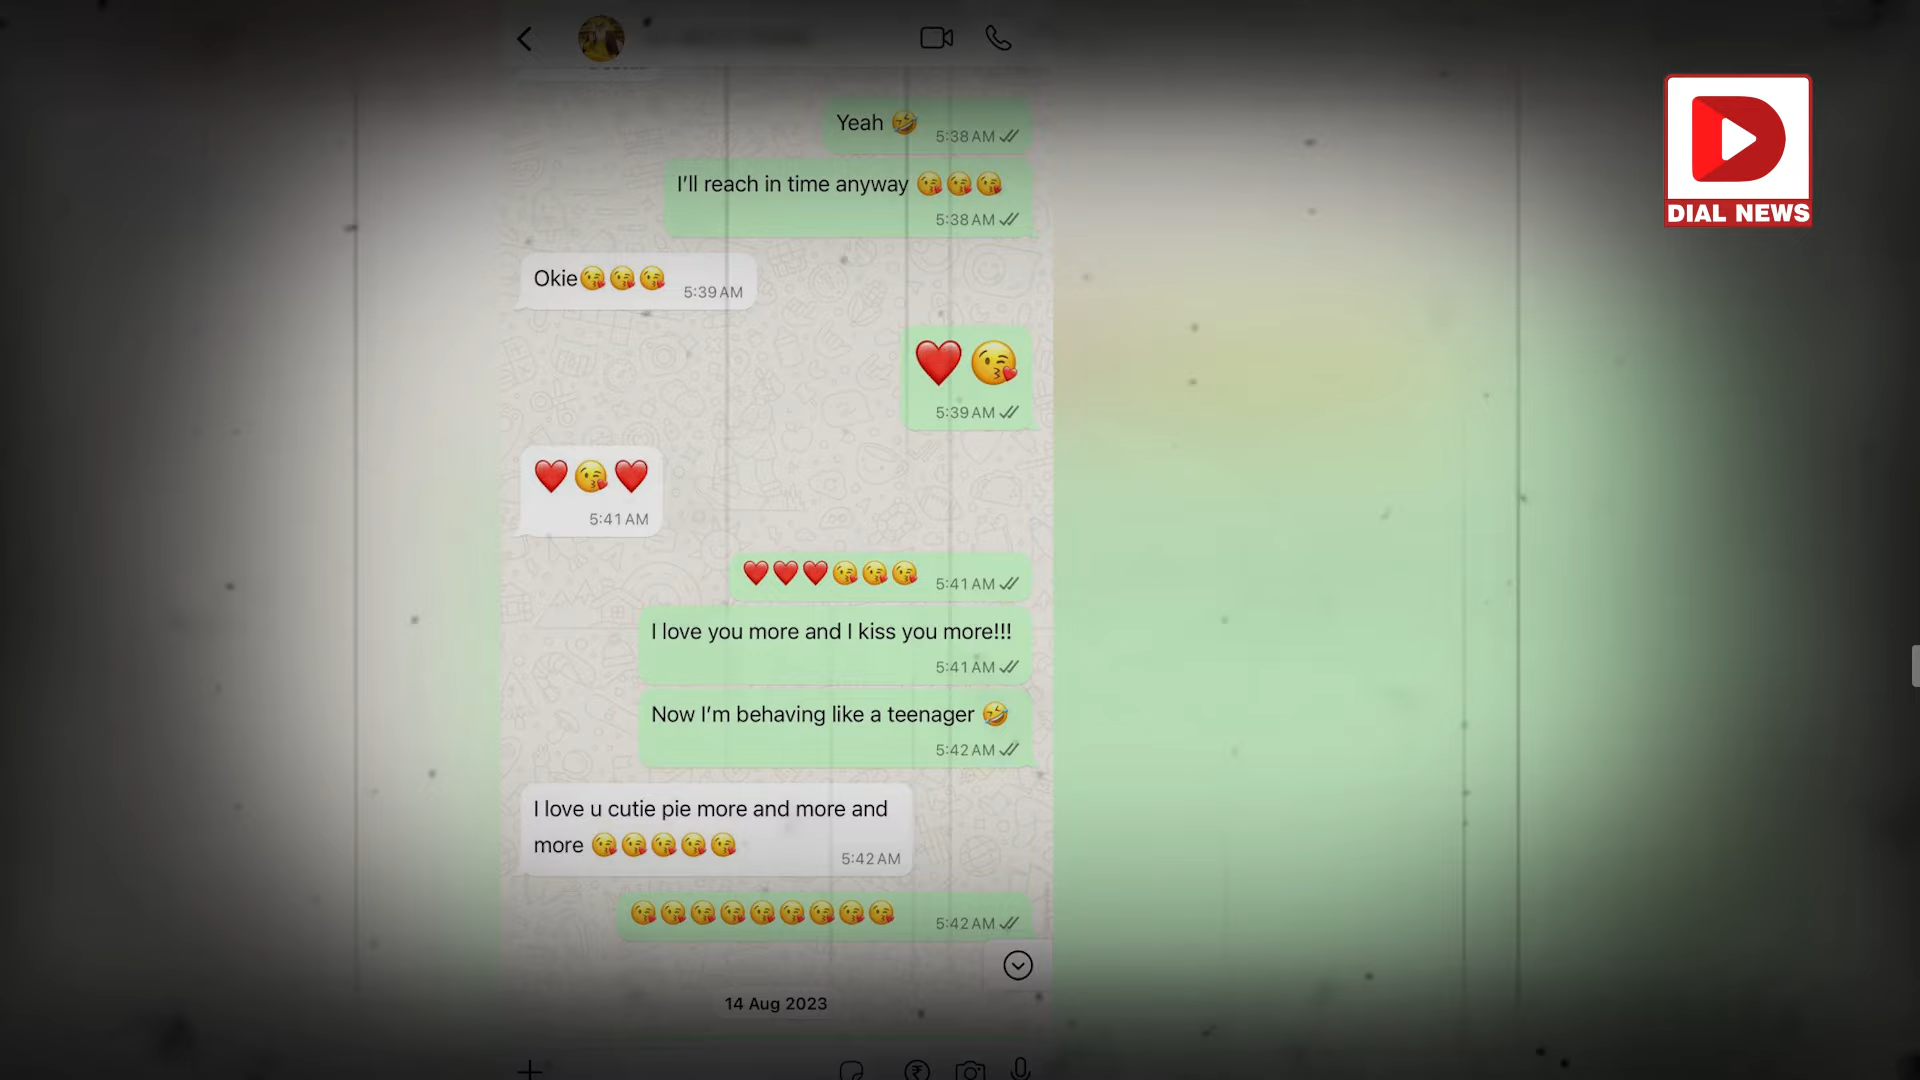 Yeah 🤣 5:38 AM
I'll reach in time anyway 😘😘😘
5:38 AM
Okie😘😘😘 5:39 AM
❤️😘
5:39 AM
❤️😘❤️
5:41 AM
❤️❤️❤️😘😘😘 5:41 AM
I love you more and I kiss you more!!!
5:41 AM
Now I'm behaving like a teenager 🤣
5:42 AM
I love u cutie pie more and more and
more 😘😘😘😘😘 5:42 AM
😘😘😘😘😘😘😘😘😘 5:42 AM
14 Aug 2023
DIAL NEWS